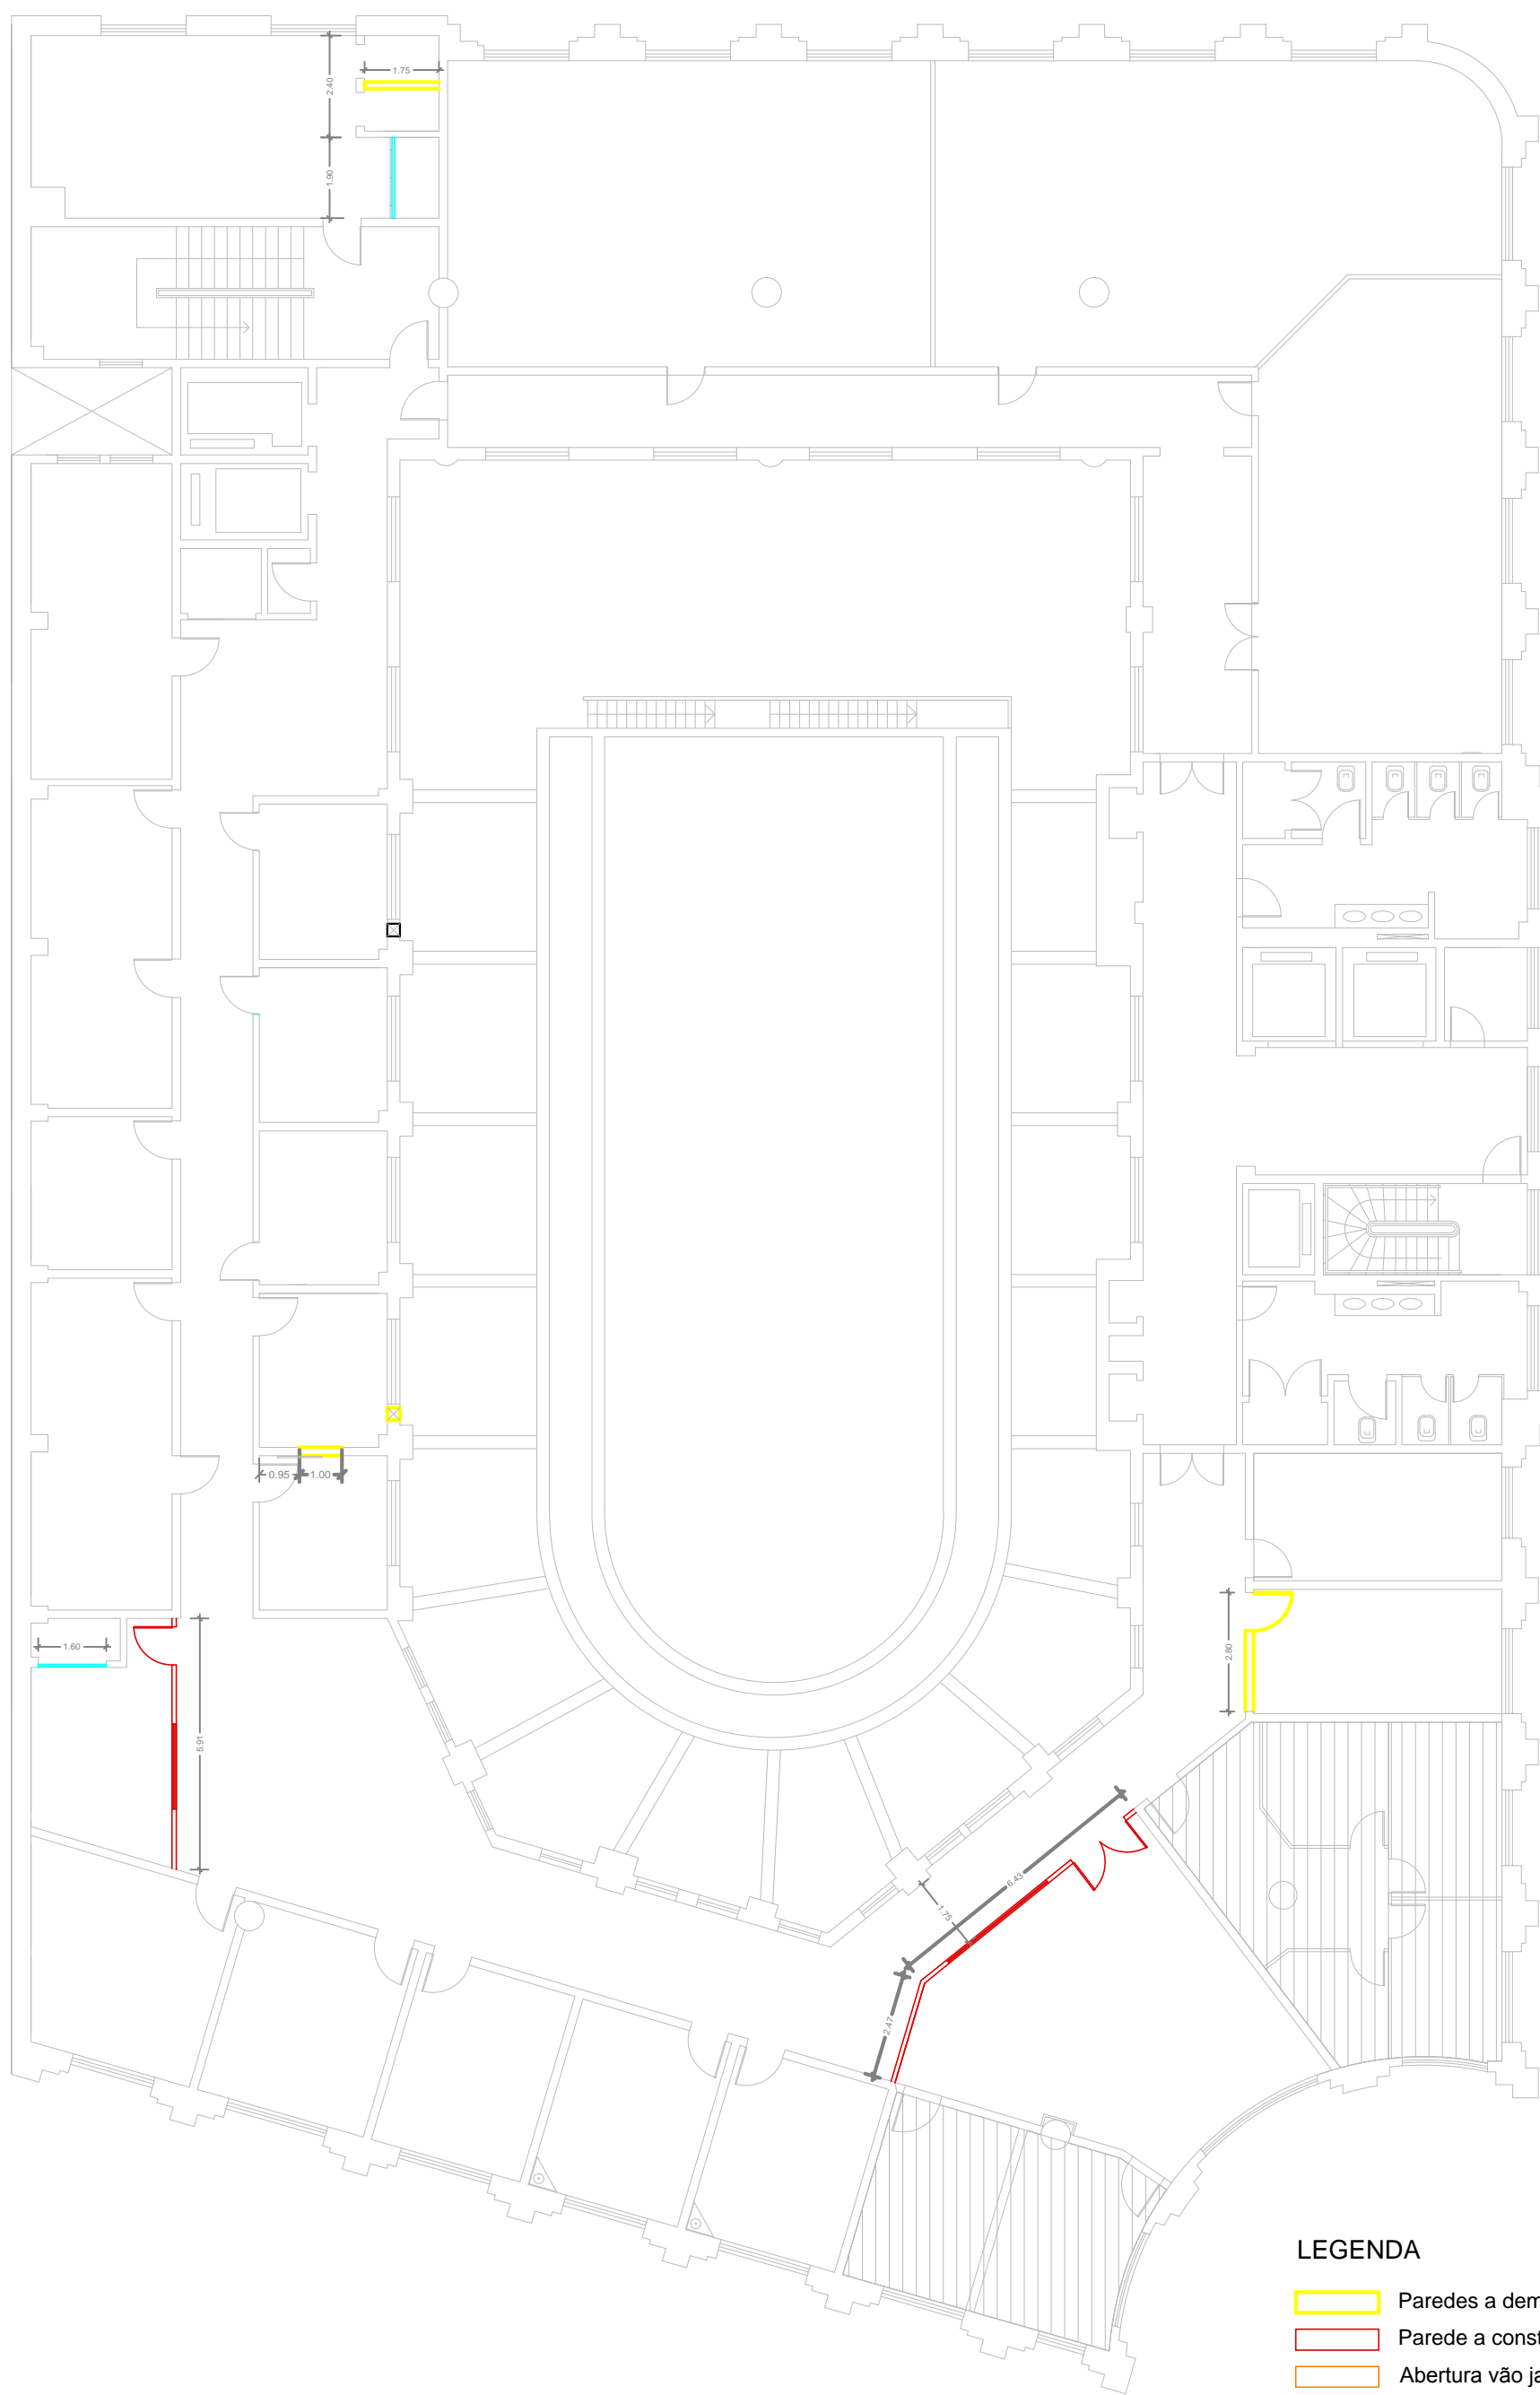 1.75
2.40
1.90
0.95
1.00
1.60
5.91
2.80
6.43
1.75
2.47
LEGENDA
Paredes a dem
Parede a const
Abertura vão ja